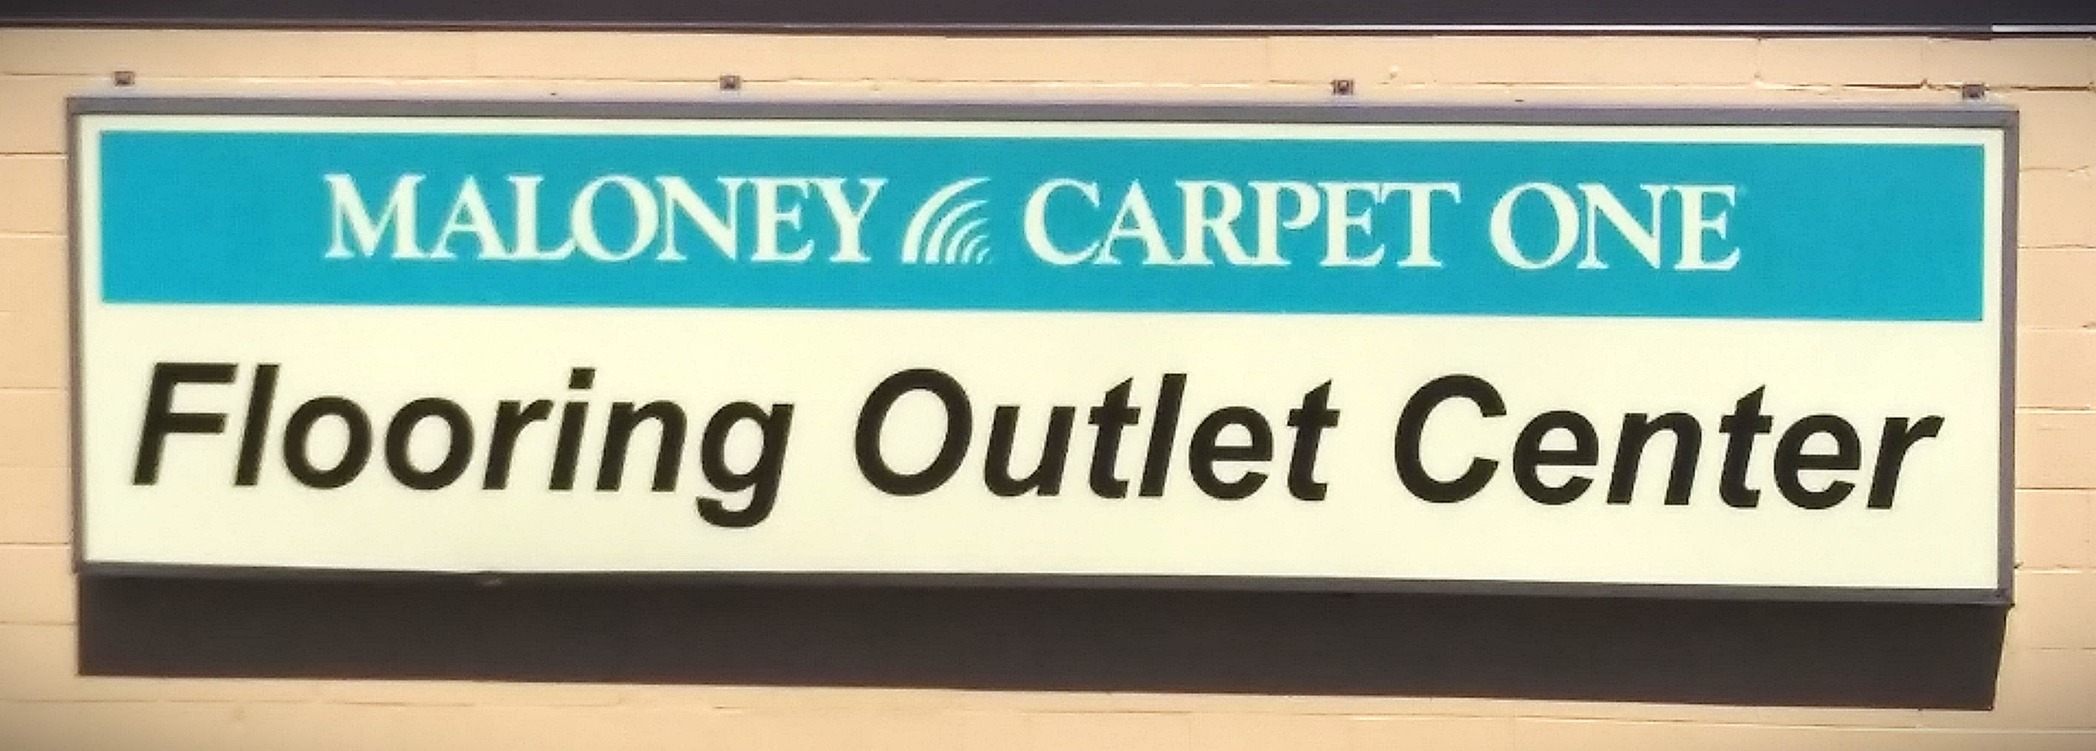 MALONEY CARPET ONE
Flooring Outlet Center